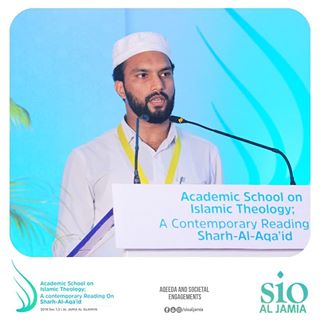 Academic School on
Islamic Theology:
A Contemporary Reading
Sharh-Al-Aqa'id
Academic School on
Islamic Theology:
A contemporary Reading On
Sharh-Al-Aqa'id
AQEEDA AND SOCIETAL
ENGAGEMENTS
/sioaljamia
SIO
AL JAMIA